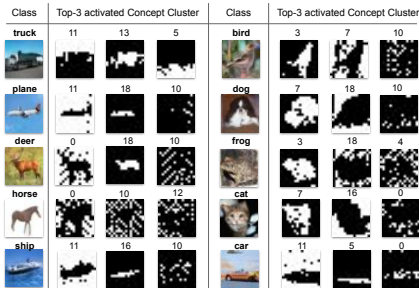 Class Top-3 activated Concept Cluster Class Top-3 activated Concept Cluster
truck 11 13 5 bird 3 7 10
plane 11 18 10 dog 7 18 10
deer 0 18 10 frog 3 18 4
horse 0 10 12 cat 7 16 0
ship 11 16 10 car 11 5 0